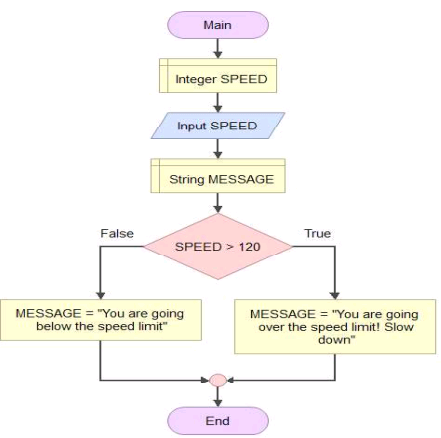 Main
Integer SPEED
Input SPEED
String MESSAGE
False
True
SPEED > 120
MESSAGE = "You are going
below the speed limit"
MESSAGE = "You are going
over the speed limit! Slow
down"
End